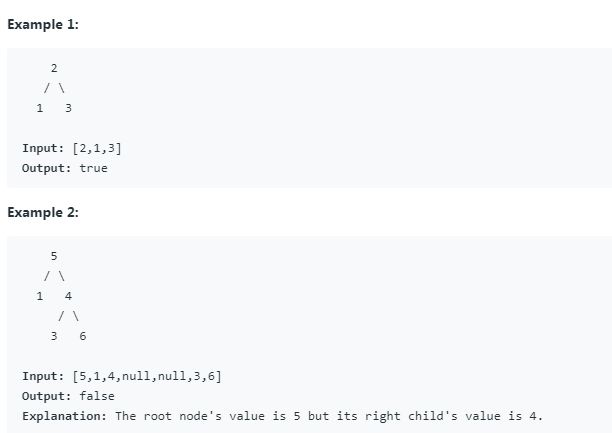 Example 1:
2
/ \
1 3
Input: [2,1,3]
Output: true
Example 2:
5
/ \
1 4
/ \
3 6
Input: [5,1,4,null,null,3,6]
Output: false
Explanation: The root node's value is 5 but its right child's value is 4.